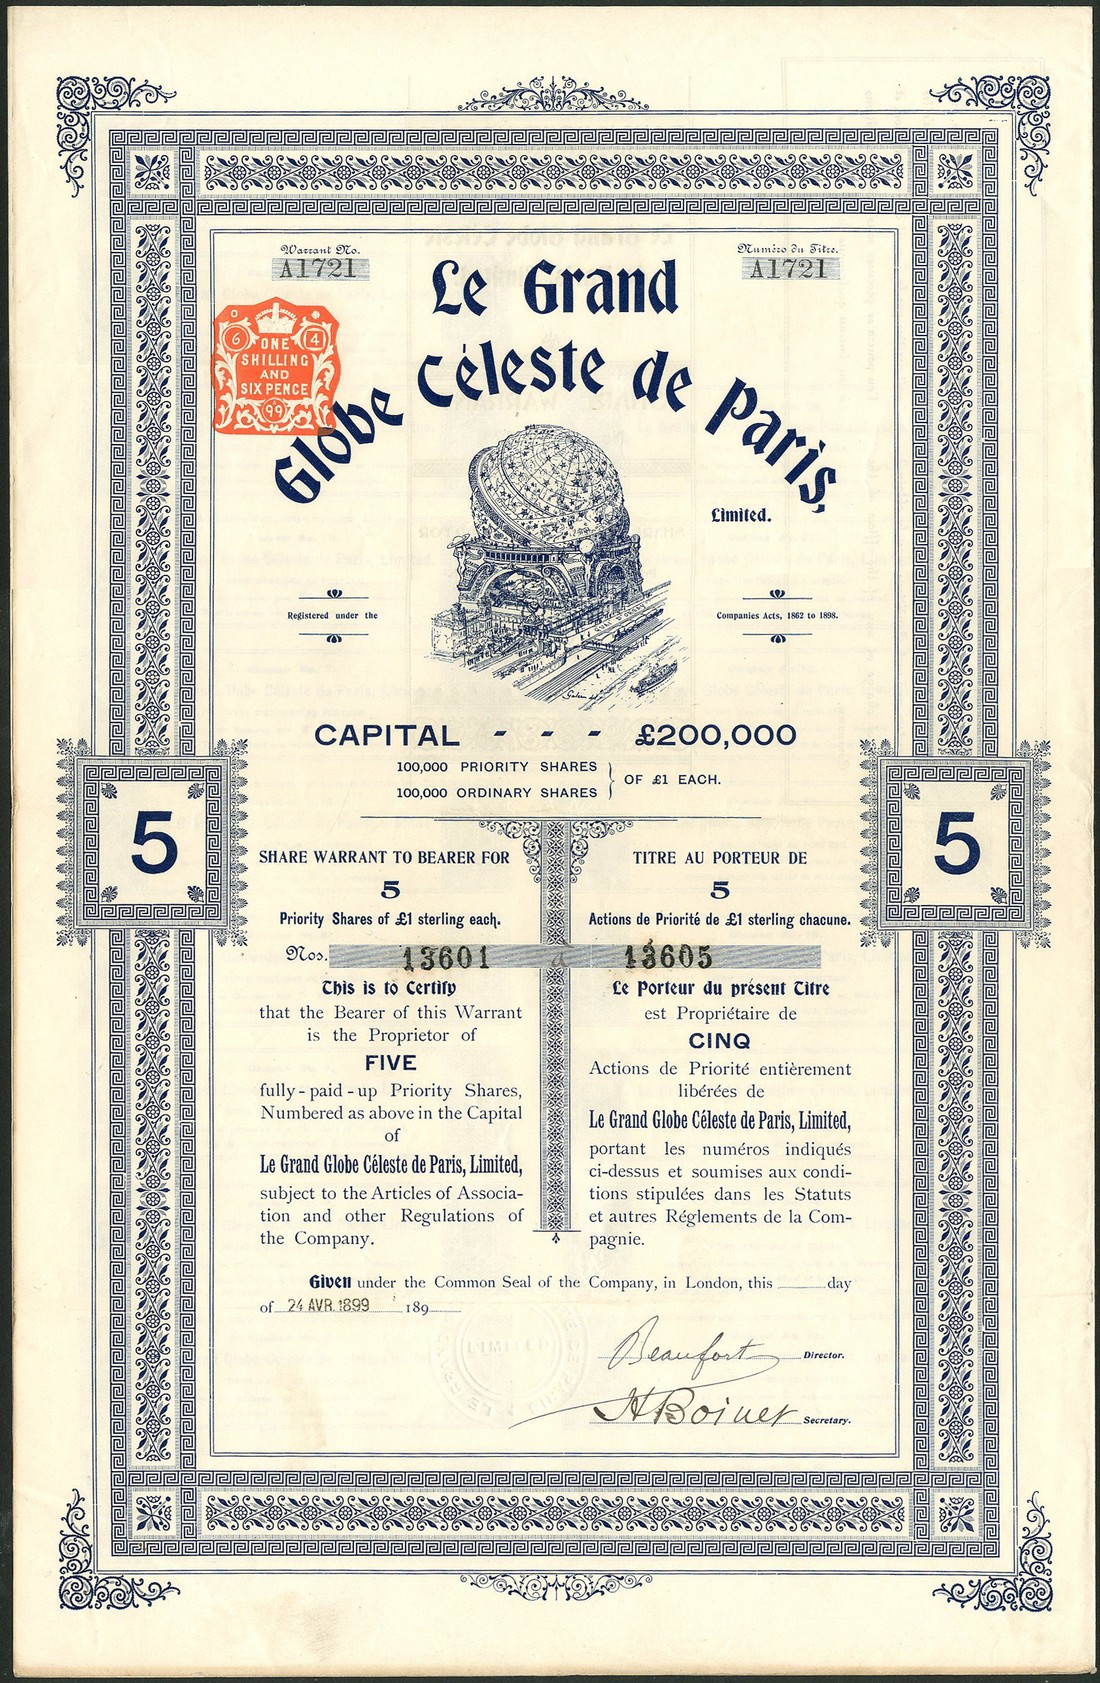 Warrant No.
A1721
Numéro du Titre.
A1721
Le Grand
Globe Céleste de Paris,
Limited.
6 4
ONE
SHILLING
AND
SIX PENCE
99
Registered under the
Companies Acts, 1862 to 1898.
CAPITAL - - - £200,000
100,000 PRIORITY SHARES
100,000 ORDINARY SHARES
OF £1 EACH.
5
5
SHARE WARRANT TO BEARER FOR
5
Priority Shares of £1 sterling each.
TITRE AU PORTEUR DE
5
Actions de Priorité de £1 sterling chacune.
Nos. 13601 à 13605
This is to Certify
that the Bearer of this Warrant
is the Proprietor of
FIVE
fully-paid-up Priority Shares,
Numbered as above in the Capital
of
Le Grand Globe Céleste de Paris, Limited,
subject to the Articles of Associa-
tion and other Regulations of
the Company.
Le Porteur du présent Titre
est Propriétaire de
CINQ
Actions de Priorité entièrement
libérées de
Le Grand Globe Céleste de Paris, Limited,
portant les numéros indiqués
ci-dessus et soumises aux condi-
tions stipulées dans les Statuts
et autres Réglements de la Com-
pagnie.
Given under the Common Seal of the Company, in London, this day
of 24 AVR. 1899 189
LIMITED
Beaufort Director.
H Boinet Secretary.